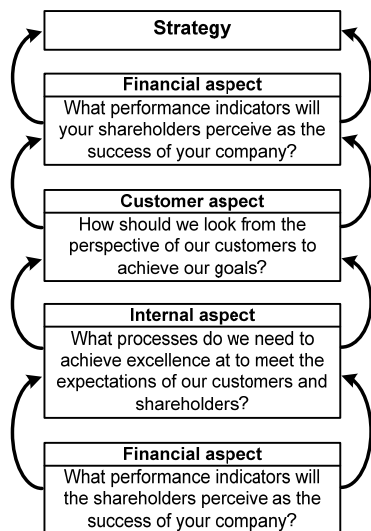 Strategy
Financial aspect
What performance indicators will
your shareholders perceive as the
success of your company?
Customer aspect
How should we look from the
perspective of our customers to
achieve our goals?
Internal aspect
What processes do we need to
achieve excellence at to meet the
expectations of our customers and
shareholders?
Financial aspect
What performance indicators will
the shareholders perceive as the
success of your company?